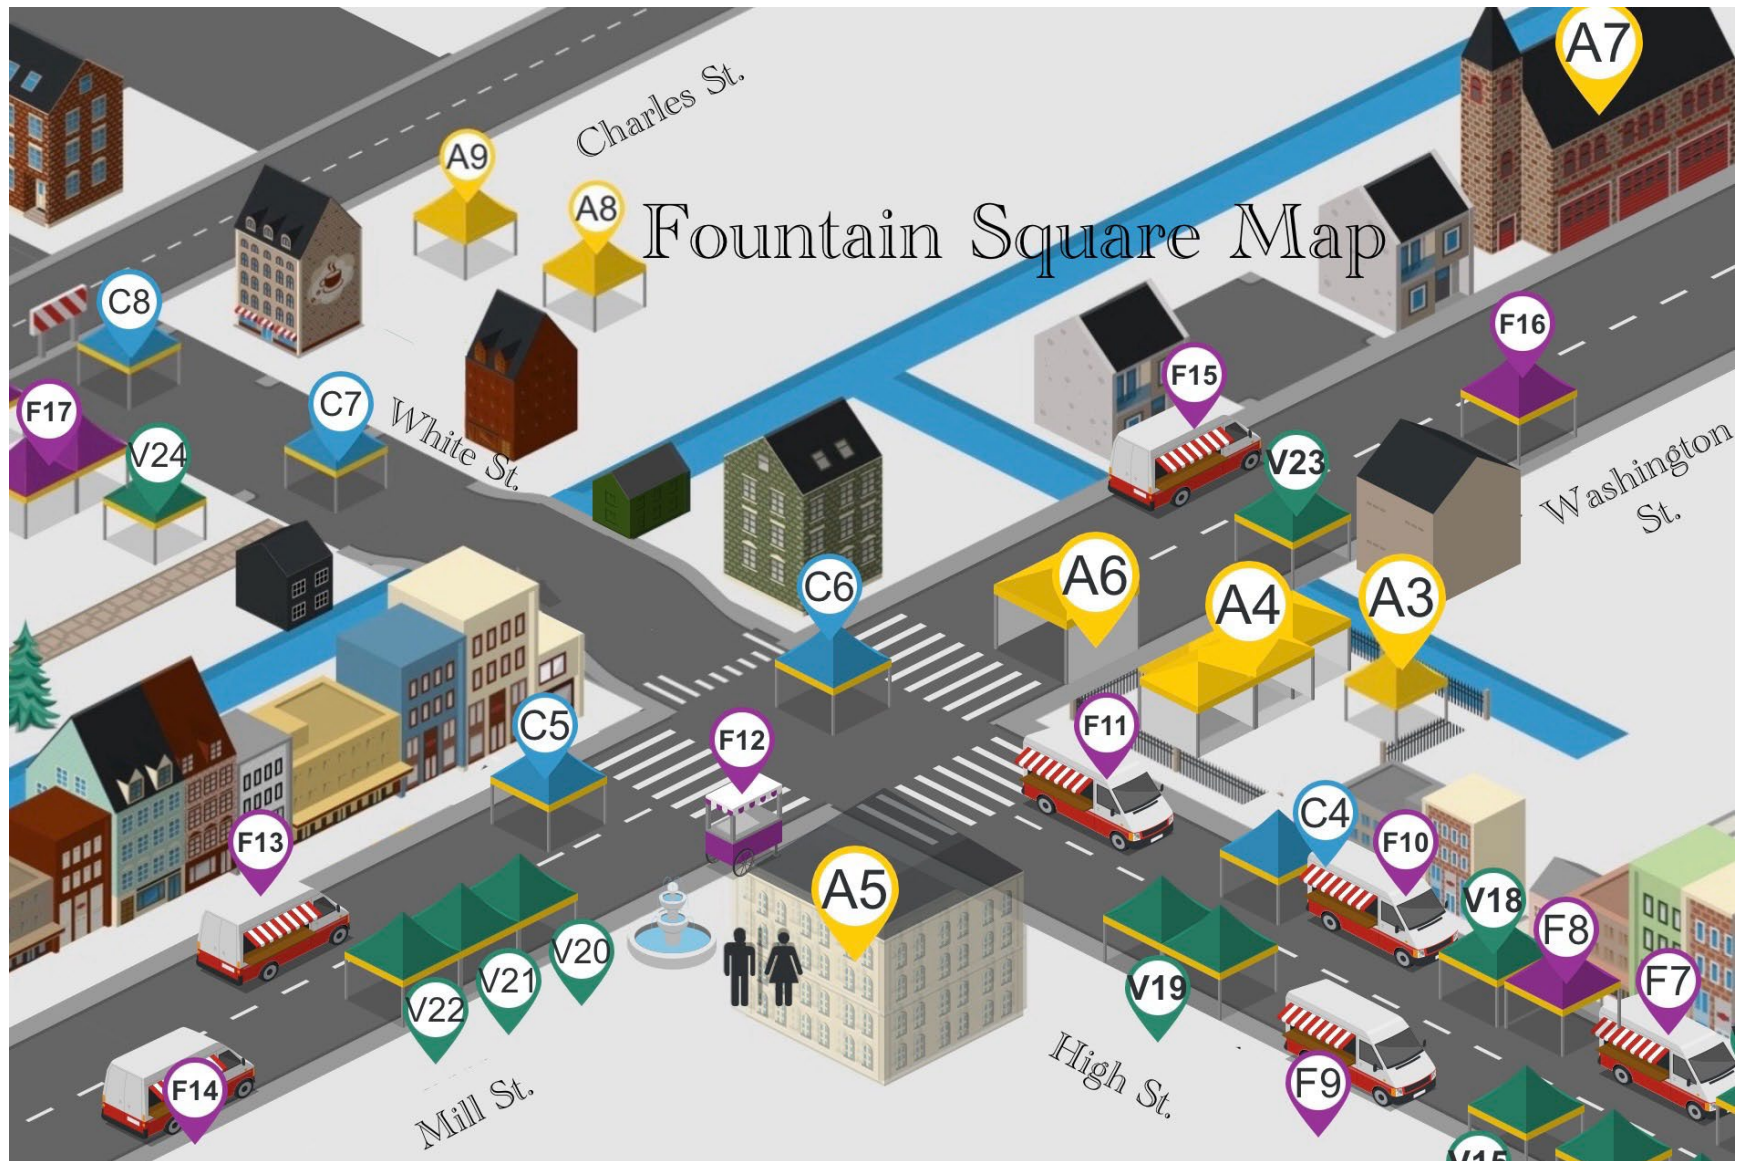 A7
Charles St.
A9
A8
Fountain Square Map
C8
F16
F15
C7
F17
White St.
V24
V23
Washington
St.
A6
C6
A4
A3
C5
F11
F12
C4
F13
F10
A5
V18
F8
V20
V21
F7
V19
V22
High St.
F9
F14
Mill St.
V15